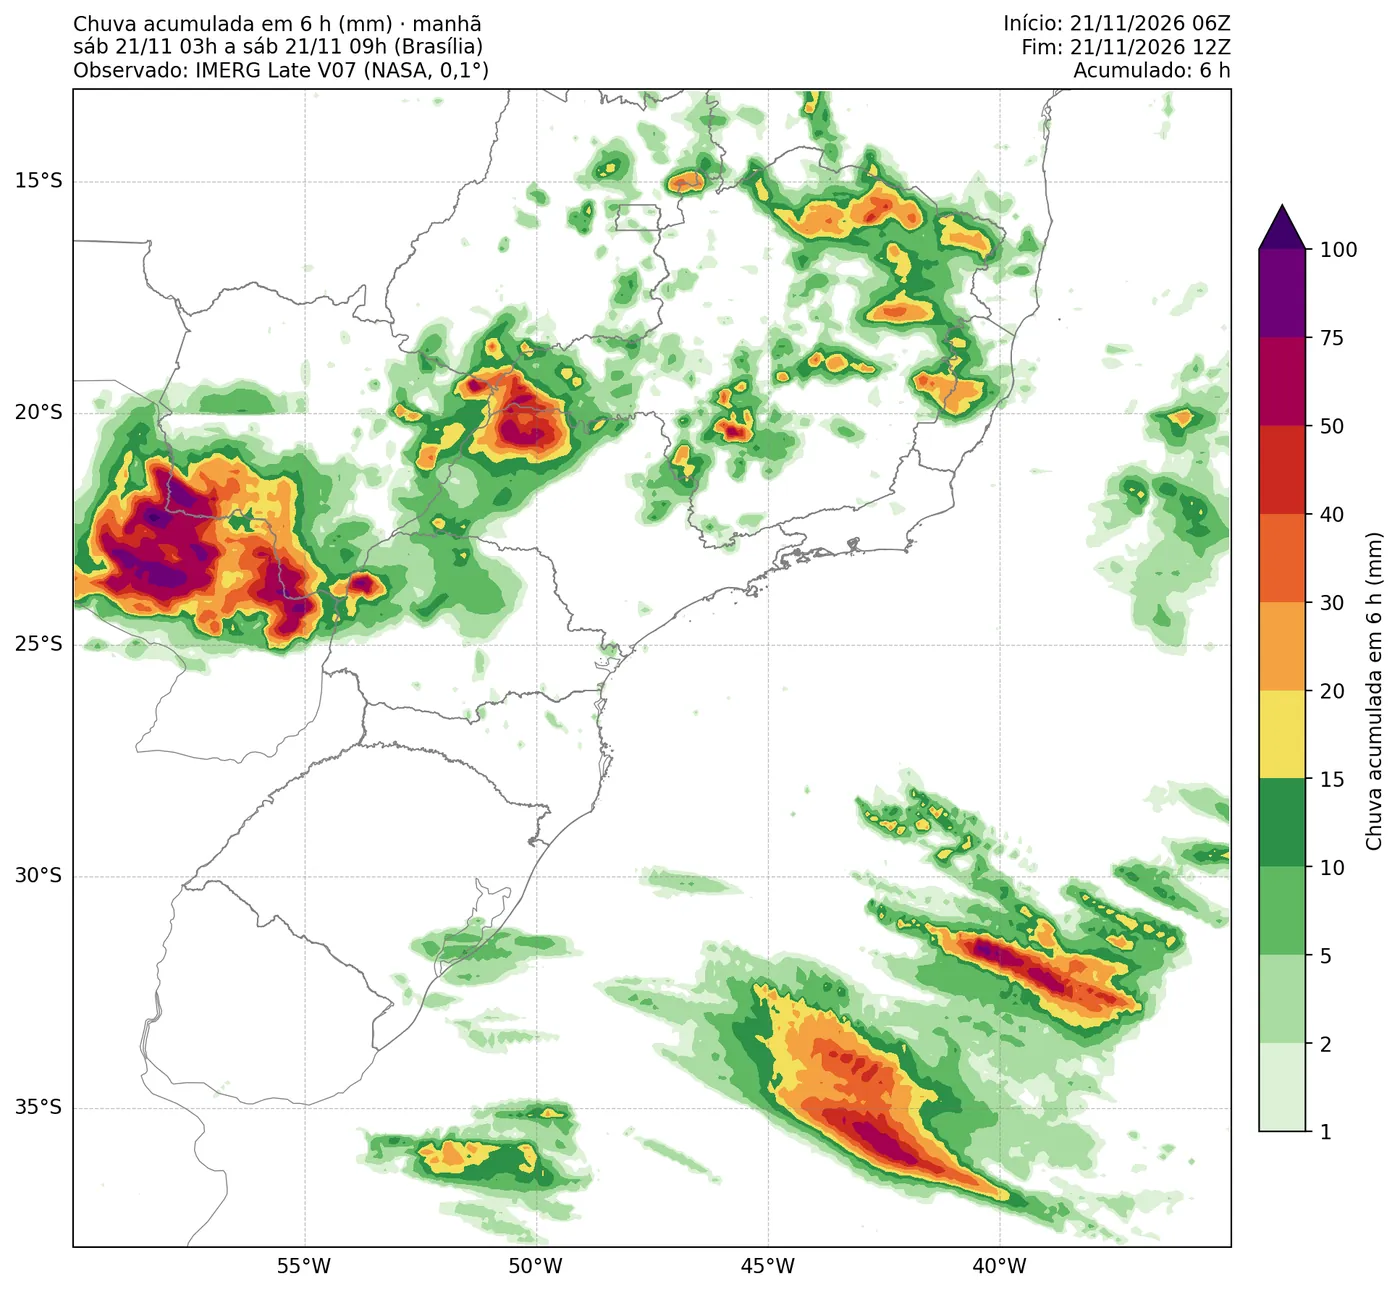 Chuva acumulada em 6 h (mm) · manhã
sáb 21/11 03h a sáb 21/11 09h (Brasília)
Observado: IMERG Late V07 (NASA, 0,1°)
Início: 21/11/2026 06Z
Fim: 21/11/2026 12Z
Acumulado: 6 h
15°S
20°S
25°S
30°S
35°S
55°W
50°W
45°W
40°W
100
75
50
40
30
20
15
10
5
2
1
Chuva acumulada em 6 h (mm)